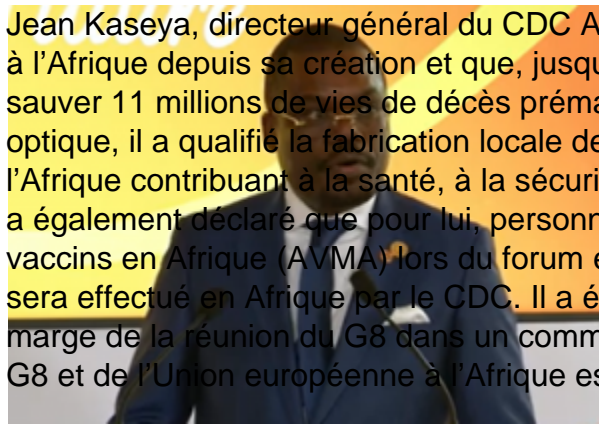 Jean Kaseya, directeur général du CDC A
à l’Afrique depuis sa création et que, jusqu
sauver 11 millions de vies de décès préma
optique, il a qualifié la fabrication locale de
l’Afrique contribuant à la santé, à la sécuri
a également déclaré que pour lui, personn
vaccins en Afrique (AVMA) lors du forum e
sera effectué en Afrique par le CDC. Il a é
marge de la réunion du G8 dans un comm
G8 et de l’Union européenne à l’Afrique es